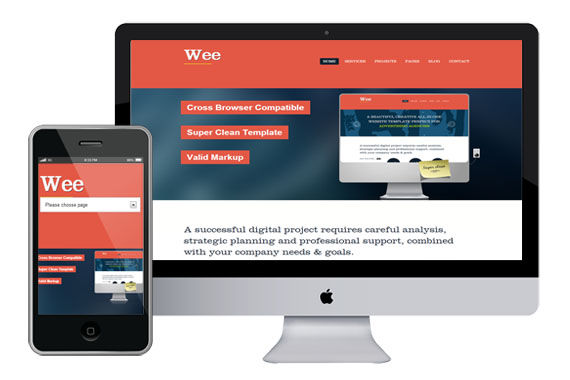 Wee
HOME SERVICES PROJECTS PAGES BLOG CONTACT
Cross Browser Compatible
Super Clean Template
Valid Markup
Wee
A BEAUTIFUL CREATIVE ALL IN ONE
WEBSITE TEMPLATE PERFECT FOR
ADVERTISING AGENCIES
A successful digital project requires careful analysis,
strategic planning and professional support, combined
with your company needs & goals.
A successful digital project requires careful analysis,
strategic planning and professional support, combined
with your company needs & goals.
Wee
Please choose page
Cross Browser Compatible
Super Clean Template
Valid Markup